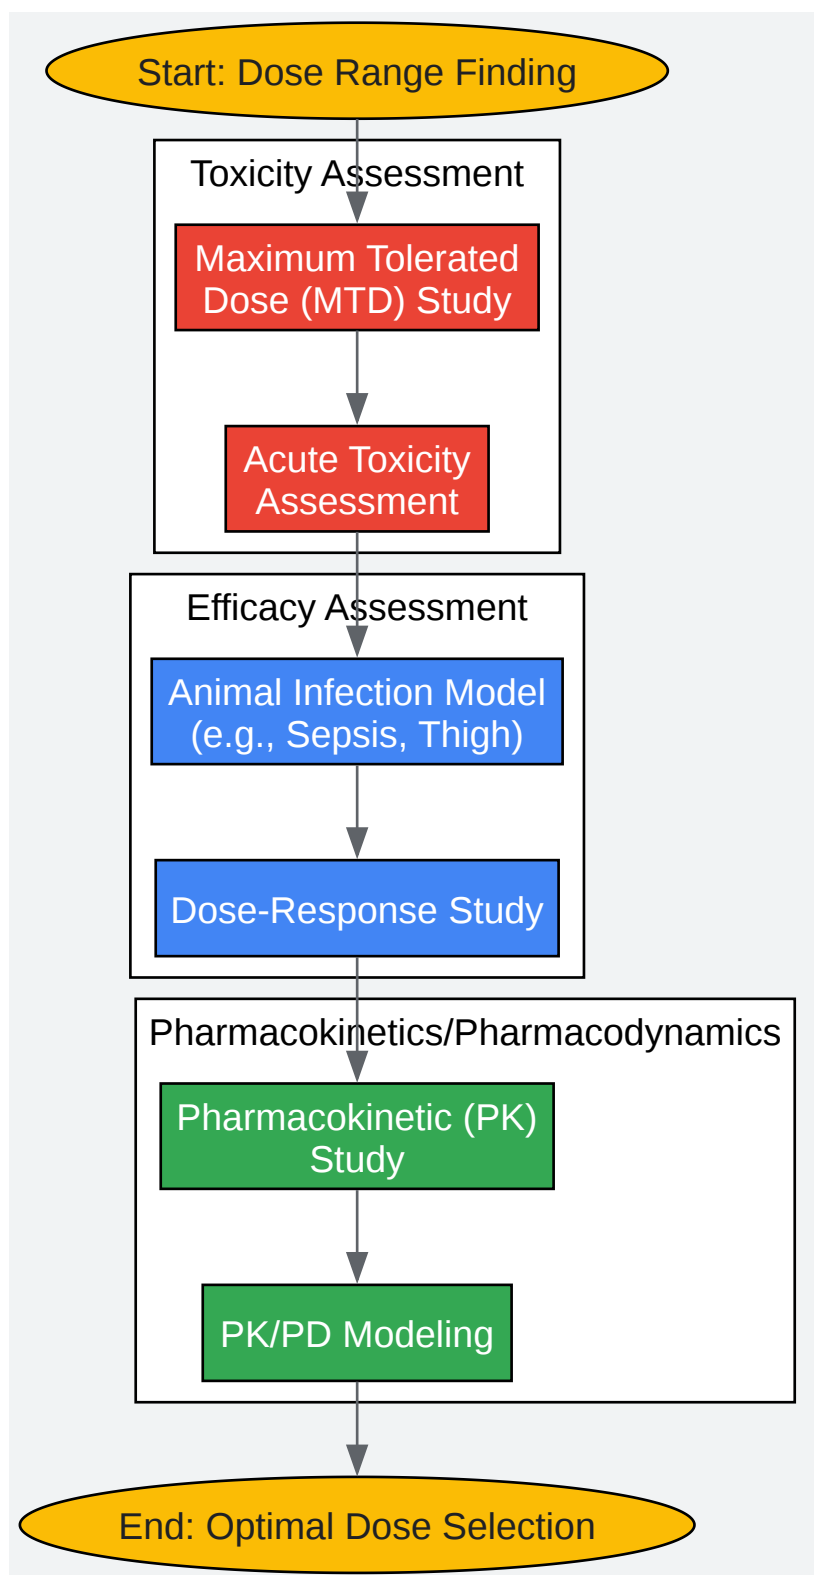 Start: Dose Range Finding
Toxicity Assessment
Maximum Tolerated
Dose (MTD) Study
Acute Toxicity
Assessment
Efficacy Assessment
Animal Infection Model
(e.g., Sepsis, Thigh)
Dose-Response Study
Pharmacokinetics/Pharmacodynamics
Pharmacokinetic (PK)
Study
PK/PD Modeling
End: Optimal Dose Selection